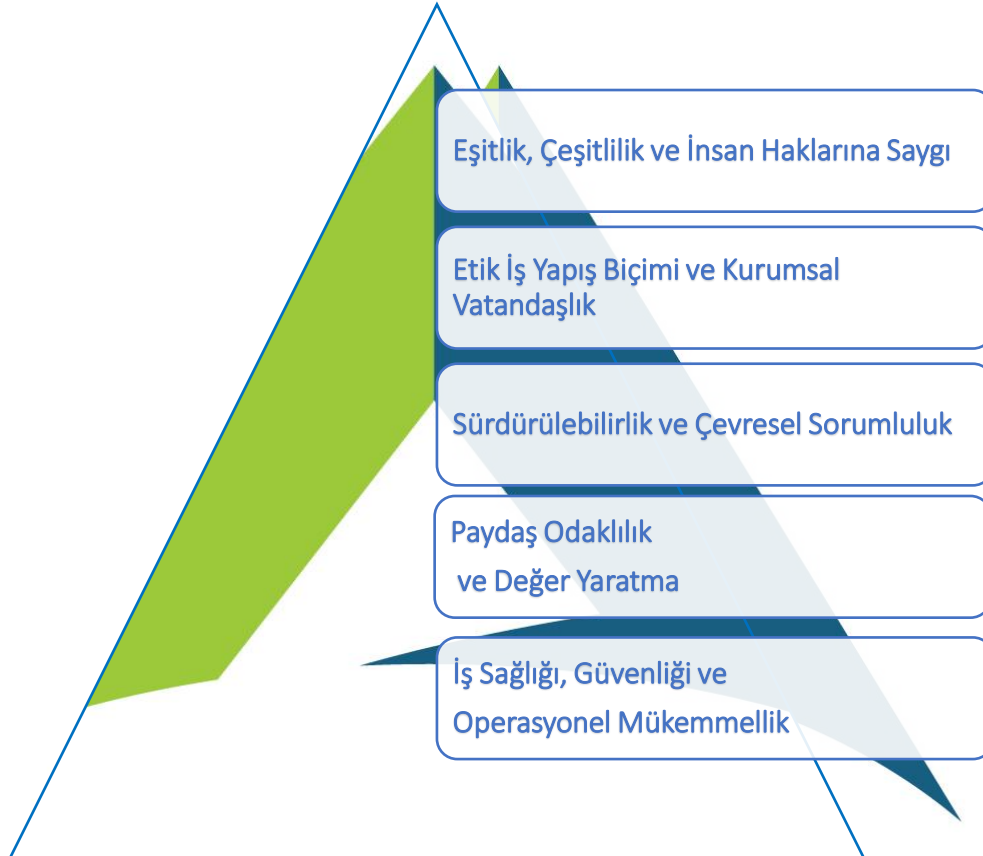 Eşitlik, Çeşitlilik ve İnsan Haklarına Saygı
Etik İş Yapış Biçimi ve Kurumsal
Vatandaşlık
Sürdürülebilirlik ve Çevresel Sorumluluk
Paydaş Odaklılık
ve Değer Yaratma
İş Sağlığı, Güvenliği ve
Operasyonel Mükemmellik